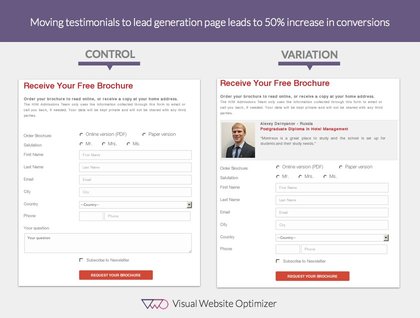 Moving testimonials to lead generation page leads to 50% increase in conversions
CONTROL
Receive Your Free Brochure
Order your brochure to read online, or receive a copy at your home address.
Order Brochure:
Online version (PDF)
Paper version
Salutation
Mr.
Mrs.
Ms.
First Name
First Name
Last Name
Last Name
Email
Email
City
City
Country
--Country--
Phone
Phone
Your question:
Your question
Subscribe to Newsletter
REQUEST YOUR BROCHURE
VARIATION
Receive Your Free Brochure
Order your brochure to read online, or receive a copy at your home address.
Alexey - Russia
Postgraduate Diploma in Hotel Management
students and their study needs."
Order Brochure:
Online version (PDF)
Paper version
Salutation
Mr.
Mrs.
Ms.
First Name
First Name
Last Name
Last Name
Email
Email
City
City
Country
--Country--
Phone
Phone
Subscribe to Newsletter
REQUEST YOUR BROCHURE
VWO Visual Website Optimizer